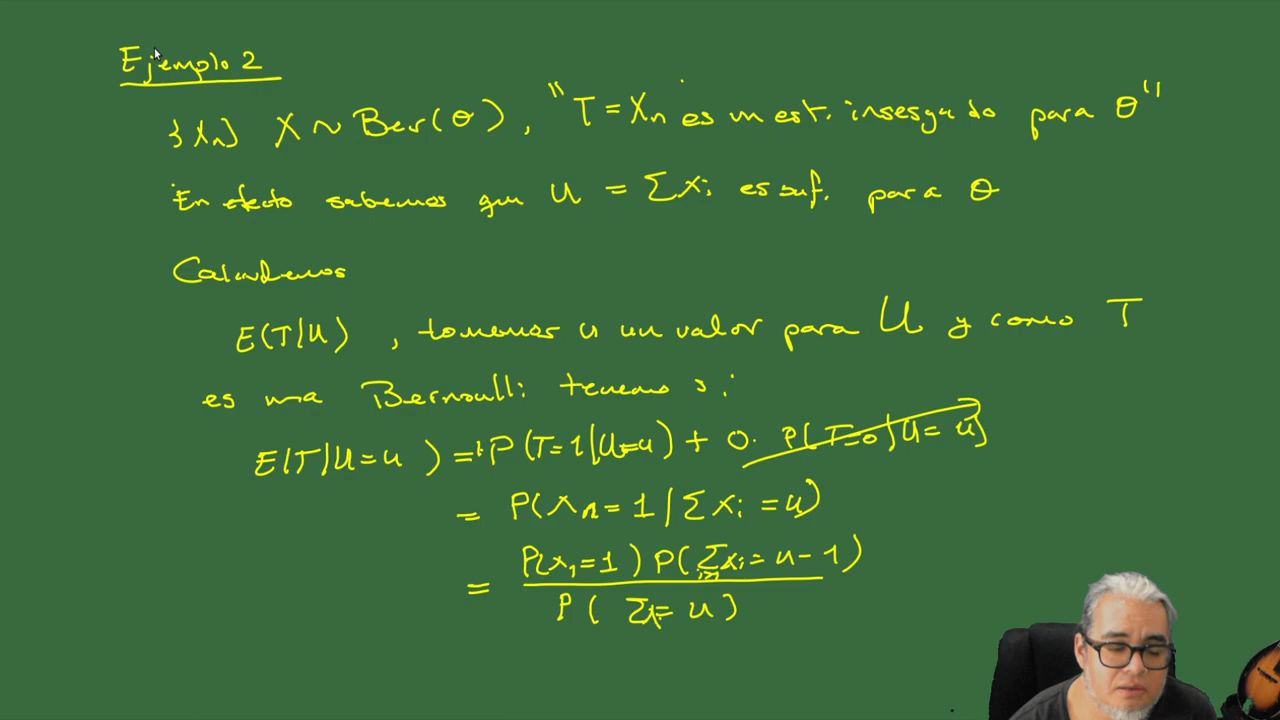 Ejemplo 2
{Xn} X ~ Ber(θ), "T = Xn es un est. insesgado para θ"
En efecto sabemos que U = Σxi es suf. para θ
Calculemos
E(T|U), tomemos u un valor para U y como T
es una Bernoulli tenemos:
E(T|U=u) = 1·P(T=1|U=u) + 0·P(T=0|U=u)
= P(Xn=1|Σxi=u)
= P(x1=1)P(Σxi=u-1)
P(Σxi=u)